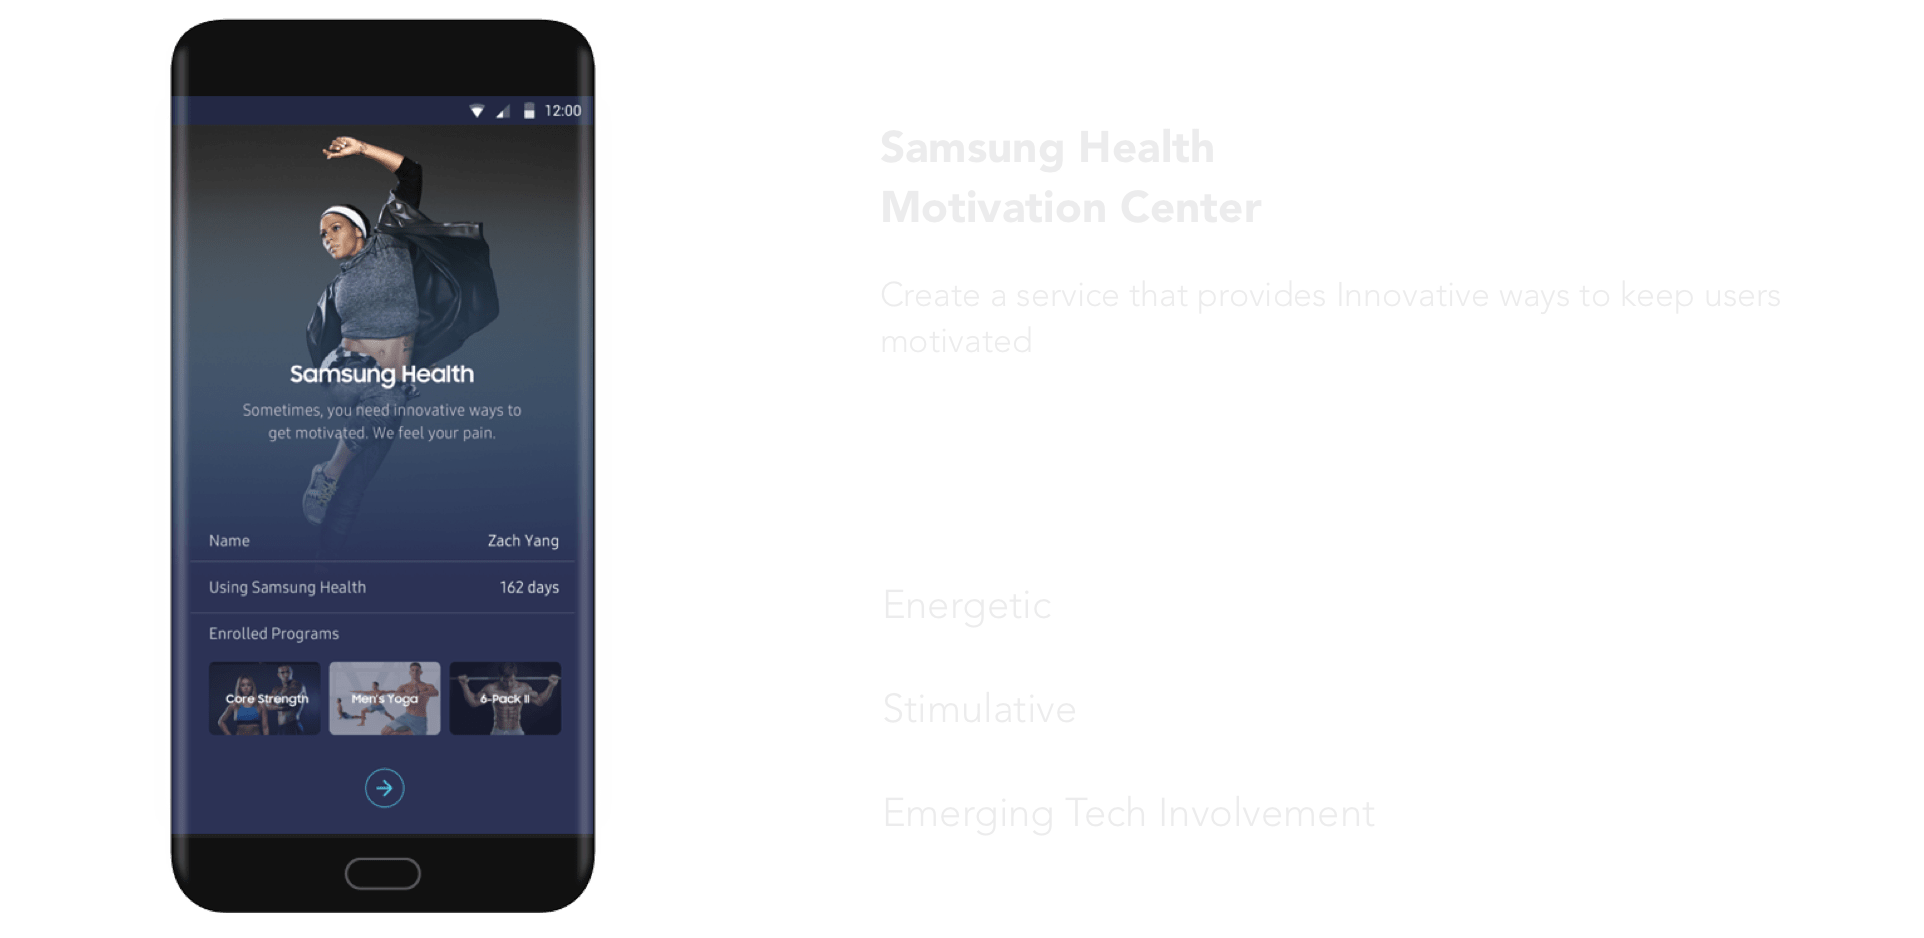 12:00
Samsung Health
Sometimes, you need innovative ways to
get motivated. We feel your pain.
Name Zach Yang
Using Samsung Health 162 days
Enrolled Programs
Core Strength Men's Yoga 6-Pack II
Samsung Health
Motivation Center
Create a service that provides Innovative ways to keep users
motivated
Energetic
Stimulative
Emerging Tech Involvement